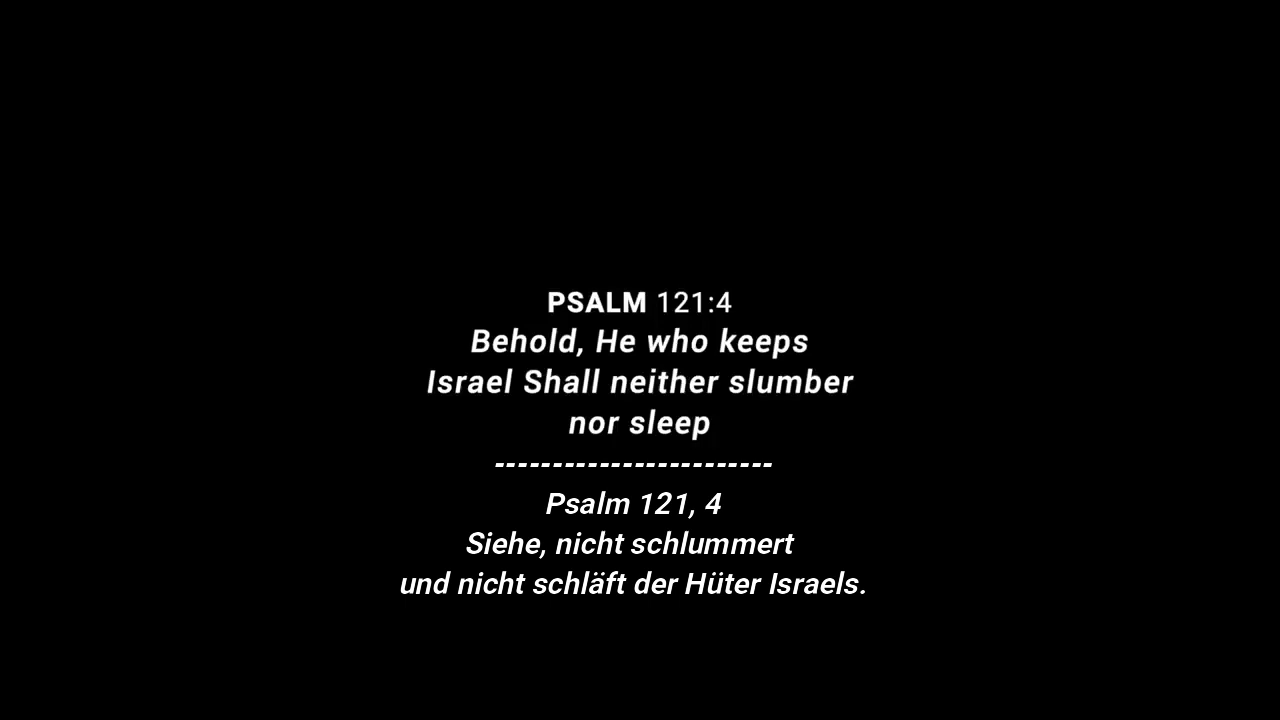 PSALM 121:4
Behold, He who keeps
Israel Shall neither slumber
nor sleep
------------------------
Psalm 121, 4
Siehe, nicht schlummert
und nicht schläft der Hüter Israels.